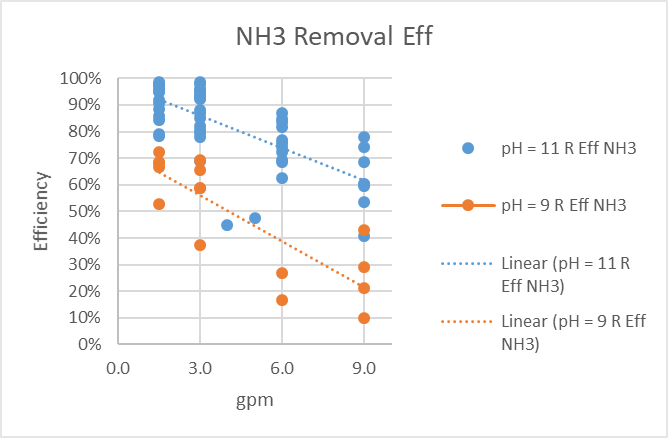 NH3 Removal Eff
100%
90%
80%
70%
60%
50%
40%
30%
20%
10%
0%
Efficiency
0.0 3.0 6.0 9.0
gpm
pH = 11 R Eff NH3
pH = 9 R Eff NH3
Linear (pH = 11 R
Eff NH3)
Linear (pH = 9 R Eff
NH3)